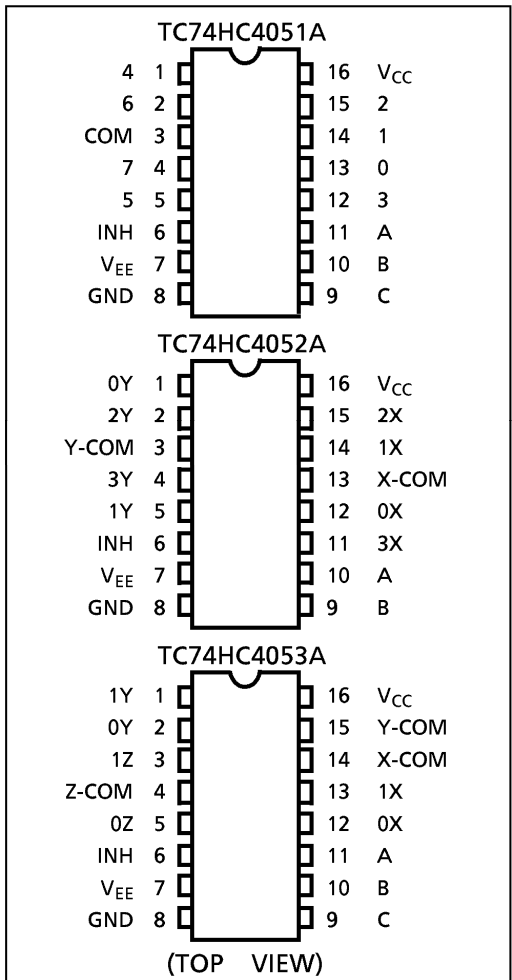 TC74HC4051A
4 1 16 VCC
6 2 15 2
COM 3 14 1
7 4 13 0
5 5 12 3
INH 6 11 A
VEE 7 10 B
GND 8 9 C
TC74HC4052A
0Y 1 16 VCC
2Y 2 15 2X
Y-COM 3 14 1X
3Y 4 13 X-COM
1Y 5 12 0X
INH 6 11 3X
VEE 7 10 A
GND 8 9 B
TC74HC4053A
1Y 1 16 VCC
0Y 2 15 Y-COM
1Z 3 14 X-COM
Z-COM 4 13 1X
0Z 5 12 0X
INH 6 11 A
VEE 7 10 B
GND 8 9 C
(TOP VIEW)